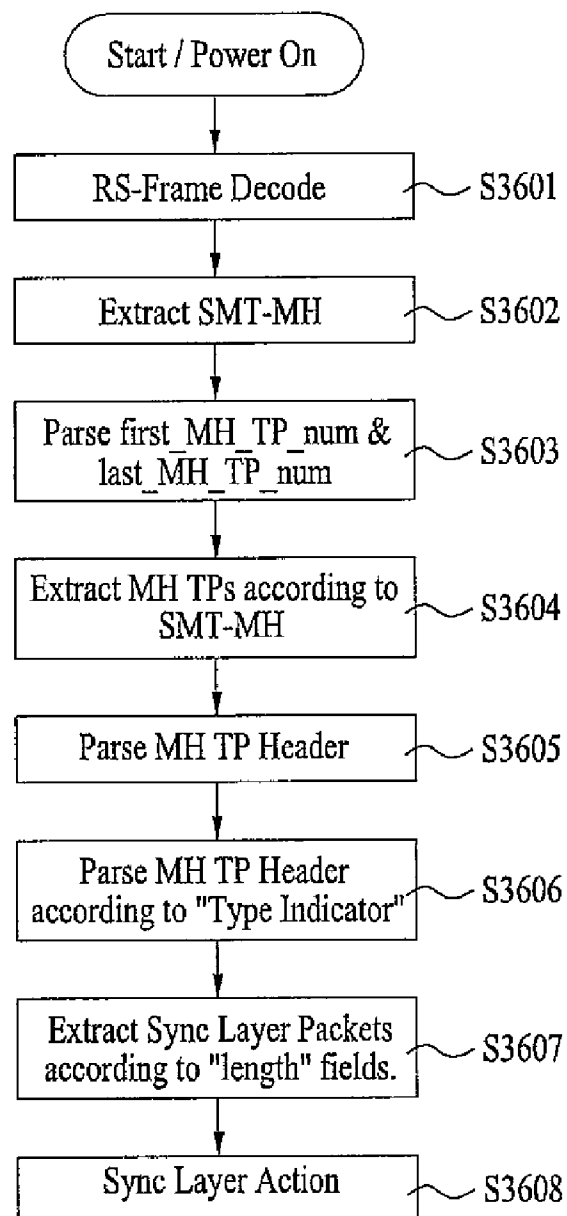 Start / Power On
RS-Frame Decode
S3601
Extract SMT-MH
S3602
Parse first_MH_TP_num &
last_MH_TP_num
S3603
Extract MH TPs according to
SMT-MH
S3604
Parse MH TP Header
S3605
Parse MH TP Header
according to "Type Indicator"
S3606
Extract Sync Layer Packets
according to "length" fields.
S3607
Sync Layer Action
S3608